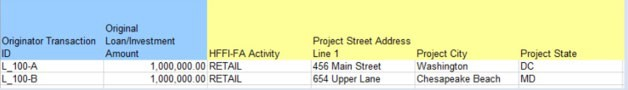 Originator Transaction ID Original Loan/Investment Amount HFFI-FA Activity Project Street Address Line 1 Project City Project State
L_100-A 1,000,000.00 RETAIL 456 Main Street Washington DC
L_100-B 1,000,000.00 RETAIL 654 Upper Lane Chesapeake Beach MD